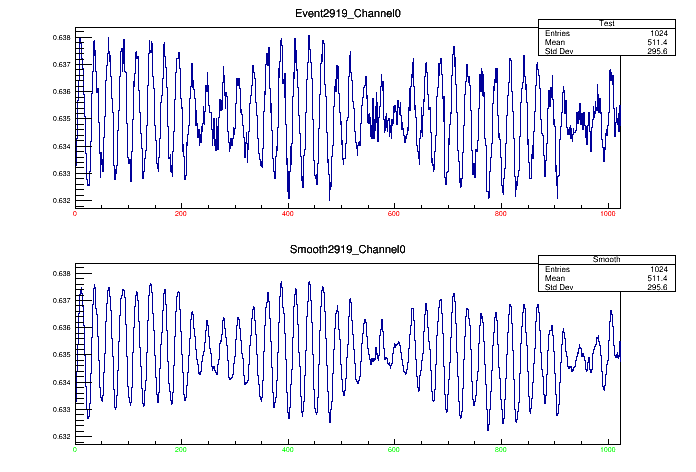 Event2919_Channel0
Test
Entries 1024
Mean 511.4
Std Dev 295.6
0.638
0.637
0.636
0.635
0.634
0.633
0.632
0 200 400 600 800 1000
Smooth2919_Channel0
Smooth
Entries 1024
Mean 511.4
Std Dev 295.6
0.638
0.637
0.636
0.635
0.634
0.633
0.632
0 200 400 600 800 1000